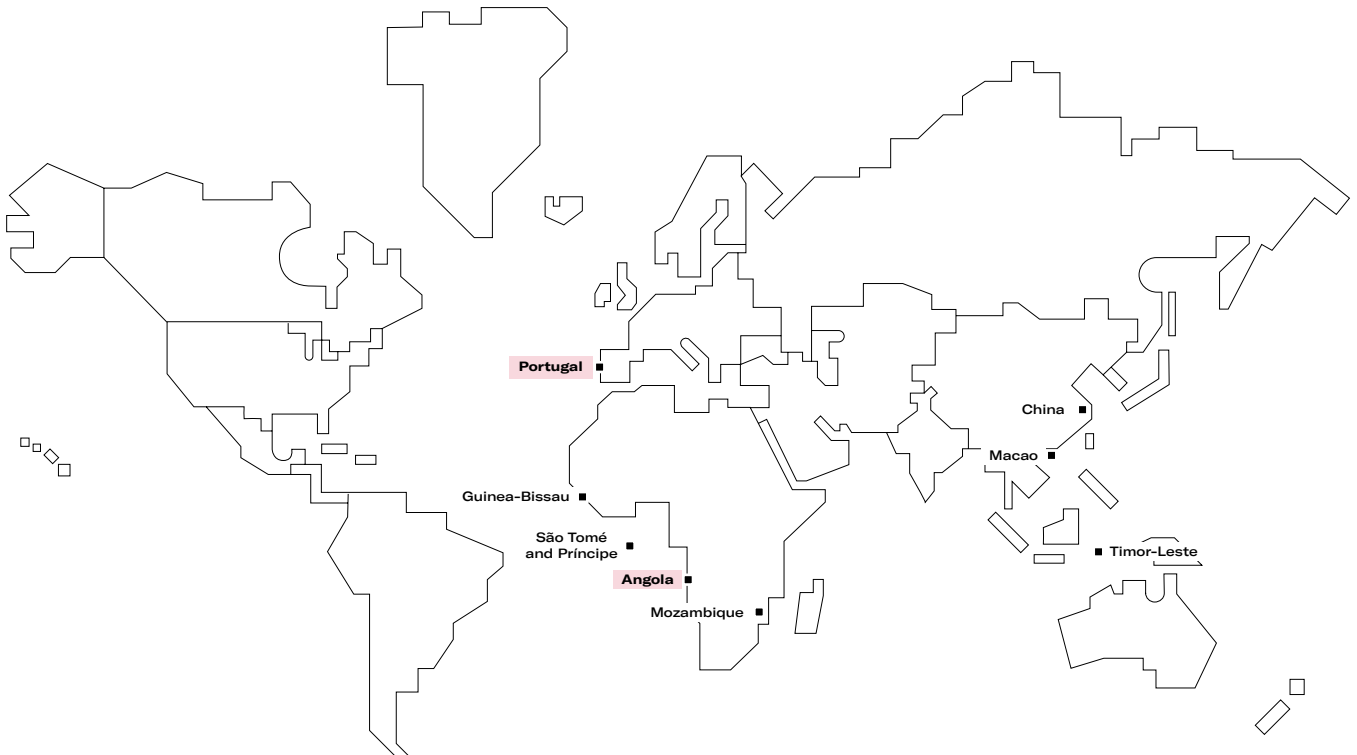 Portugal
China
Macao
Guinea-Bissau
São Tomé
and Príncipe
Timor-Leste
Angola
Mozambique